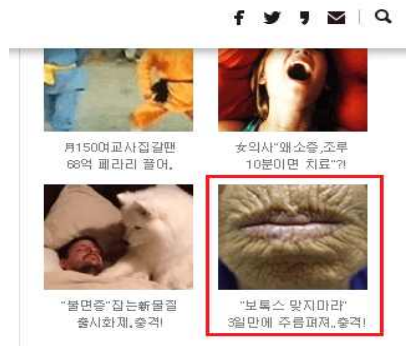 月150여교사집갈땐
68억 페라리 끌어,
女의사"왜소증,조루
10분이면 치료"?!
"불면증"잡는新물질
출시화제.충격!
"보톡스 맞지마라"
3일만에 주름펴져..충격!